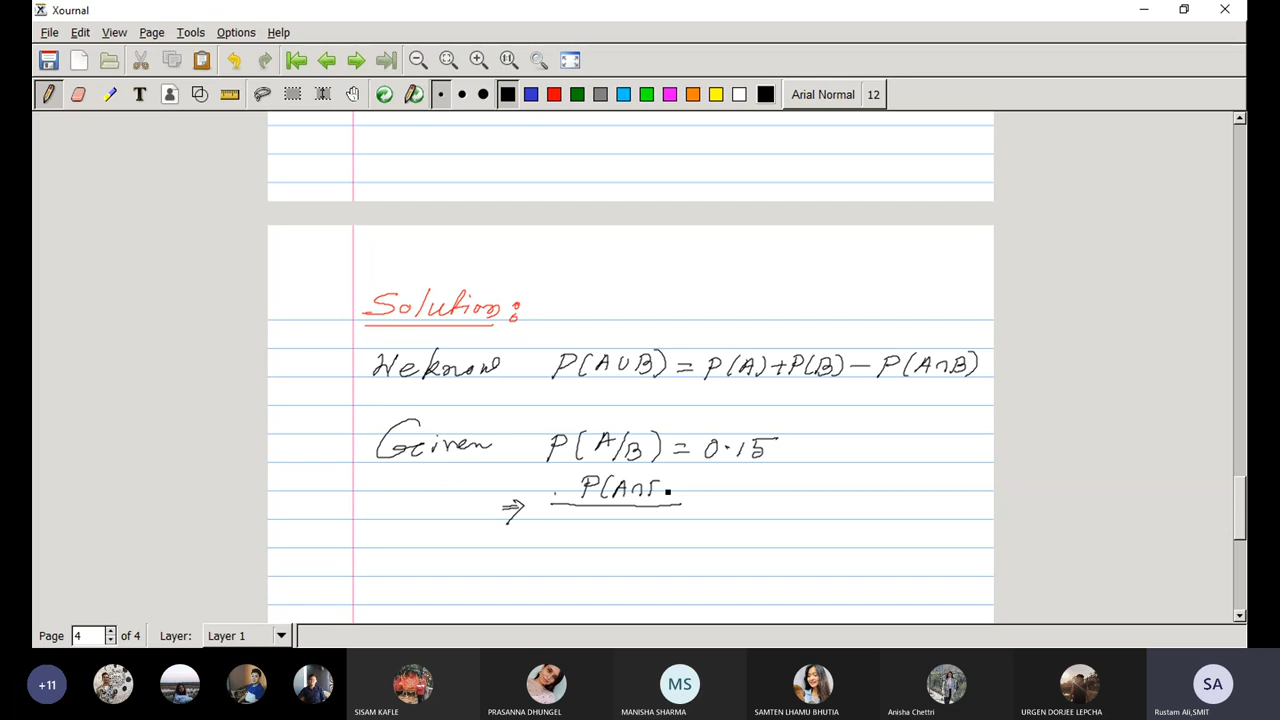 Xournal
File Edit View Page Tools Options Help
Arial Normal 12
Solution:
We know P(A∪B) = P(A)+P(B) − P(A∩B)
Given P(A/B) = 0.15
⇒ P(A∩
Page 4 of 4 Layer: Layer 1
+11 SISAM KAFLE PRASANNA DHUNGEL MS MANISHA SHARMA SAMTEN LHAMU BHUTIA Anisha Chettri URGEN DORJEE LEPCHA SA Rustam Ali,SMIT